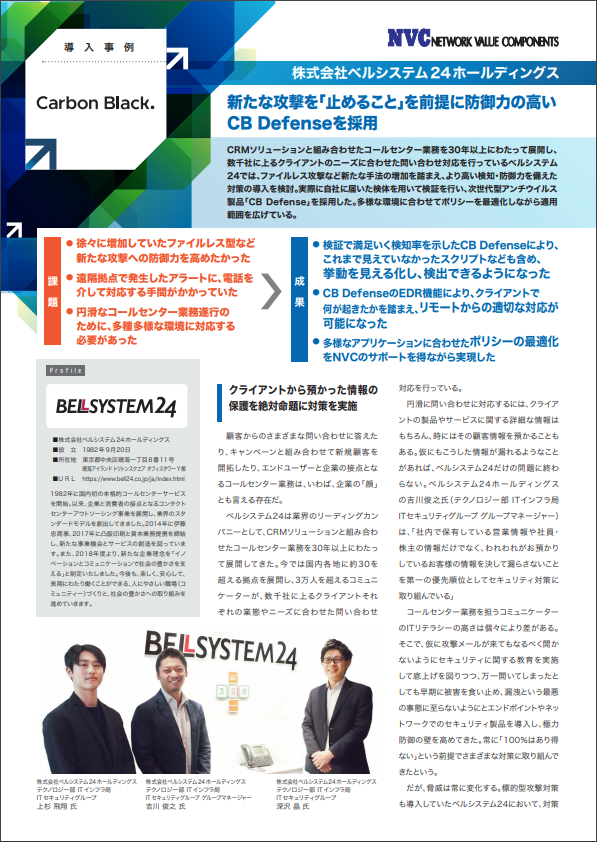 導入事例
Carbon Black.
NVC NETWORK VALUE COMPONENTS
株式会社ベルシステム24ホールディングス
新たな攻撃を「止めること」を前提に防御力の高い
CB Defenseを採用
CRMソリューションと組み合わせたコールセンター業務を30年以上にわたって展開し、
数千社に上るクライアントのニーズに合わせた問い合わせ対応を行っているベルシステム
24では、ファイルレス攻撃など新たな手法の増加を踏まえ、より高い検知・防御力を備えた
対策の導入を検討。実際に自社に届いた検体を用いて検証を行い、次世代型アンチウイルス
製品「CB Defense」を採用した。多様な環境に合わせてポリシーを最適化しながら適用
範囲を広げている。
課題
● 徐々に増加していたファイルレス型など
新たな攻撃への防御力を高めたかった
● 遠隔拠点で発生したアラートに、電話を
介して対応する手間がかかっていた
● 円滑なコールセンター業務遂行の
ために、多種多様な環境に対応する
必要があった
成果
● 検証で満足いく検知率を示したCB Defenseにより、
これまで見えていなかったスクリプトなども含め、
挙動を見える化し、検出できるようになった
● CB DefenseのEDR機能により、クライアントで
何が起きたかを踏まえ、リモートからの適切な対応が
可能になった
● 多様なアプリケーションに合わせたポリシーの最適化
をNVCのサポートを得ながら実現した
Profile
BELLSYSTEM24
■株式会社ベルシステム24ホールディングス
■設 立 1982年9月20日
■所在地 東京都中央区晴海一丁目8番11号
晴海アイランド トリトンスクエア オフィスタワーY棟
■URL https://www.bell24.co.jp/ja/index.html
1982年に国内初の本格的コールセンターサービス
を開始。以来、企業と消費者の接点となるコンタクト
センターアウトソーシング事業を展開し、業界のスタ
ンダードモデルを創出してきました。2014年に伊藤
忠商事、2017年に凸版印刷と資本業務提携を締結
し、新たな事業機会とサービスの創造を図っていま
す。また、2018年度より、新たな企業理念を「イノ
ベーションとコミュニケーションで社会の豊かさを支
える」と制定いたしました。今後も、楽しく、安心して、
長期にわたり働くことができる、人にやさしい職場(コ
ミュニティー)づくりと、社会の豊かさへの取り組みを
進めていきます。
クライアントから預かった情報の
保護を絶対命題に対策を実施
顧客からのさまざまな問い合わせに答えた
り、キャンペーンと組み合わせて新規顧客を
開拓したり、エンドユーザーと企業の接点とな
るコールセンター業務は、いわば、企業の「顔」
とも言える存在だ。
ベルシステム24は業界のリーディングカン
パニーとして、CRMソリューションと組み合わ
せたコールセンター業務を30年以上にわたっ
て展開してきた。今では国内各地に約30を
超える拠点を展開し、3万人を超えるコミュニ
ケーターが、数千社に上るクライアントそれ
ぞれの業態やニーズに合わせた問い合わせ
対応を行っている。
円滑に問い合わせに対応するには、クライア
ントの製品やサービスに関する詳細な情報は
もちろん、時にはその顧客情報を預かることも
ある。仮にもこうした情報が漏れるようなこと
があれば、ベルシステム24だけの問題に終わ
らない。ベルシステム24ホールディングス
の吉川俊之氏(テクノロジー部 ITインフラ局
ITセキュリティグループ グループマネージャー)
は、「社内で保有している営業情報や社員・
株主の情報だけでなく、われわれがお預かり
しているお客様の情報を決して漏らさないこと
を第一の優先順位としてセキュリティ対策に
取り組んでいる」
コールセンター業務を担うコミュニケーター
のITリテラシーの高さは個々により差がある。
そこで、仮に攻撃メールが来てもなるべく開か
ないようにセキュリティに関する教育を実施
して底上げを図りつつ、万一開いてしまったと
しても早期に被害を食い止め、漏洩という最悪
の事態に至らないようにとエンドポイントやネッ
トワークでのセキュリティ製品を導入し、極力
防御の壁を高めてきた。常に「100%はあり得
ない」という前提でさまざまな対策に取り組んで
きたという。
だが、脅威は常に変化する。標的型攻撃対策
も導入していたベルシステム24において、対策
BELLSYSTEM24
株式会社ベルシステム24ホールディングス
テクノロジー部 ITインフラ局
ITセキュリティグループ
上杉 飛翔 氏
株式会社ベルシステム24ホールディングス
テクノロジー部 ITインフラ局
ITセキュリティグループ グループマネージャー
吉川 俊之 氏
株式会社ベルシステム24ホールディングス
テクノロジー部 ITインフラ局
ITセキュリティグループ
深沢 晶 氏